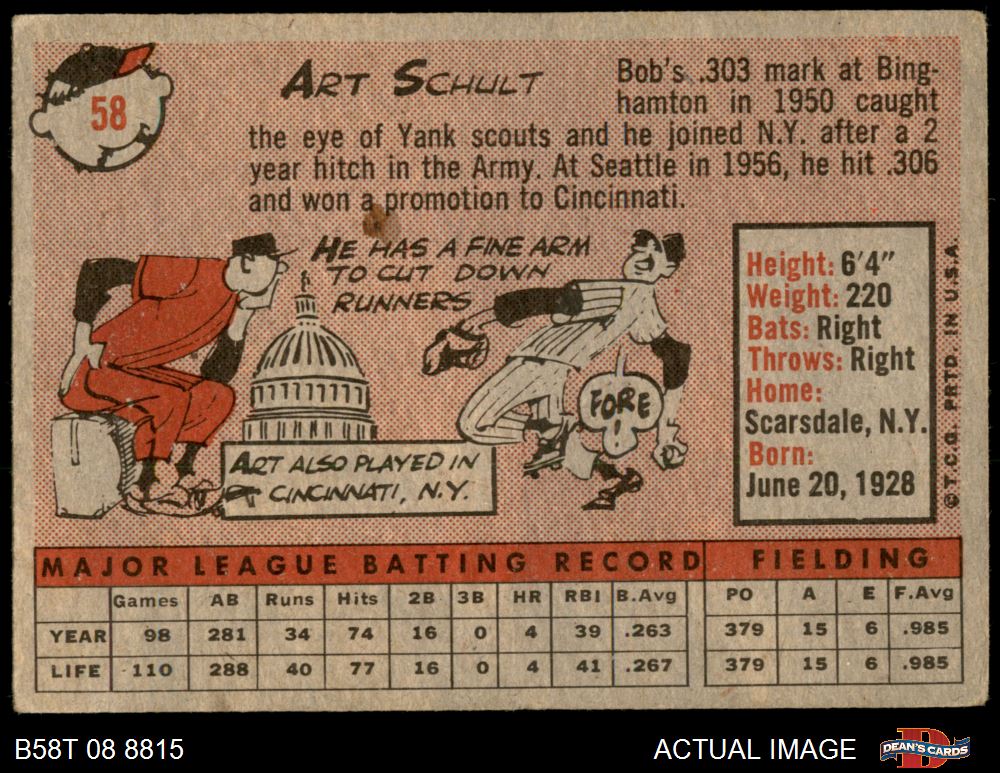 58
ART SCHULT
Bob's .303 mark at Bing-
hamton in 1950 caught
the eye of Yank scouts and he joined N.Y. after a 2
year hitch in the Army. At Seattle in 1956, he hit .306
and won a promotion to Cincinnati.
HE HAS A FINE ARM
TO CUT DOWN
RUNNERS
FORE
!
ART ALSO PLAYED IN
CINCINNATI, N.Y.
Height: 6'4"
Weight: 220
Bats: Right
Throws: Right
Home:
Scarsdale, N.Y.
Born:
June 20, 1928
© T.C.G. PRTD. IN U.S.A.
MAJOR LEAGUE BATTING RECORD FIELDING
Games AB Runs Hits 2B 3B HR RBI B.Avg PO A E F.Avg
YEAR 98 281 34 74 16 0 4 39 .263 379 15 6 .985
LIFE 110 288 40 77 16 0 4 41 .267 379 15 6 .985
B58T 08 8815 ACTUAL IMAGE DEAN'S CARDS